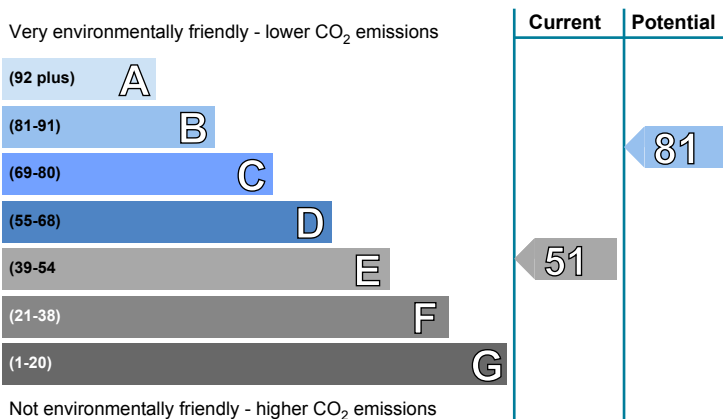 Current Potential
Very environmentally friendly - lower CO2 emissions
(92 plus) A
(81-91) B
81
(69-80) C
(55-68) D
(39-54 E
51
(21-38) F
(1-20) G
Not environmentally friendly - higher CO2 emissions